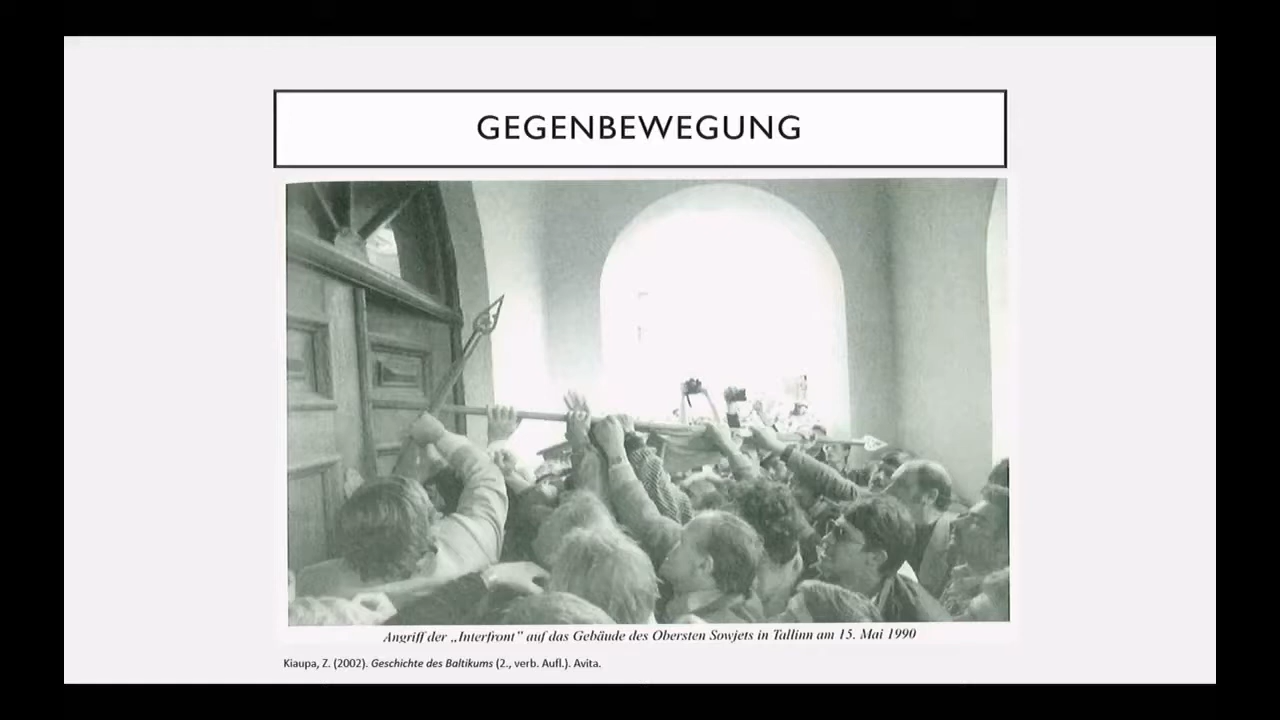 GEGENBEWEGUNG
Angriff der „Interfront" auf das Gebäude des Obersten Sowjets in Tallinn am 15. Mai 1990
Kiaupa, Z. (2002). Geschichte des Baltikums (2., verb. Aufl.). Avita.